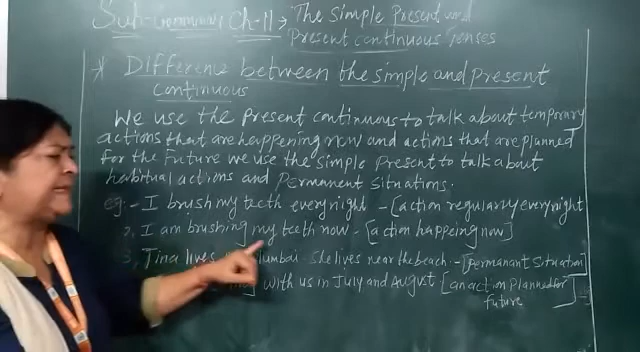 Sub-Grammar Ch-11 → The Simple Present and
Present continuous Tenses
* Difference between the simple and present
continuous
We use the Present continuous to talk about temporary
actions that are happening now and actions that are planned
for the Future we use the simple Present to talk about
habitual actions and Permanent situations.
eg:- I brush my teeth every night - [action regularly every night
2, I am brushing my teeth now - [action happeing now]
3, Tina lives Mumbai. She lives near the beach. - [Permanant Situation]
with us in July and August [an action Planned for
future